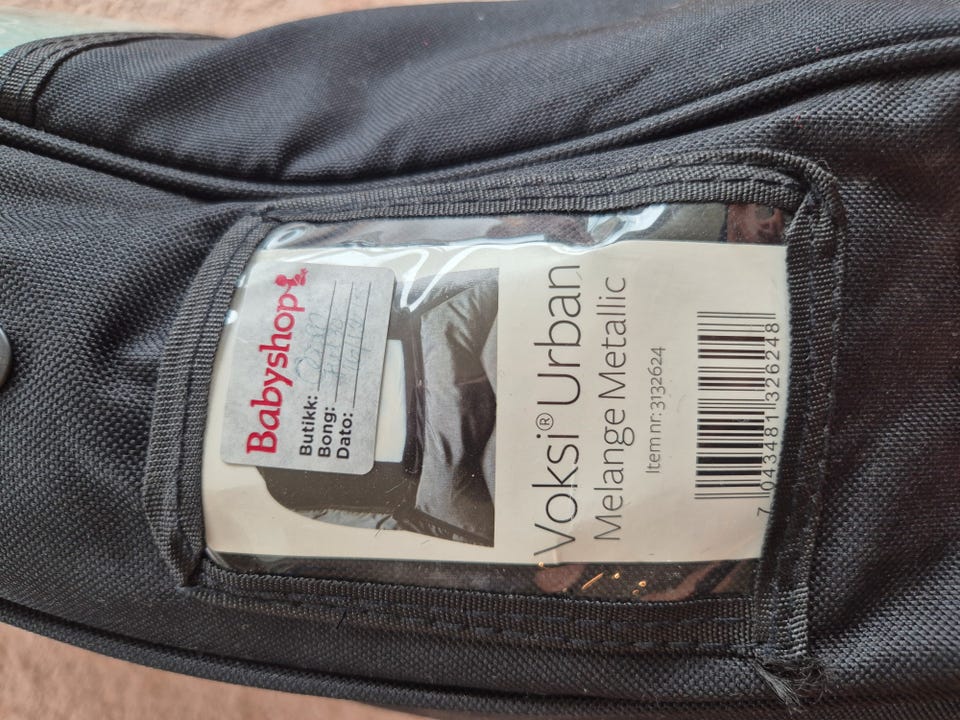 Babyshop
Butikk:
Bong:
Dato:
Voksi® Urban
Melange Metallic
Item nr: 3132624
7 043481 326248